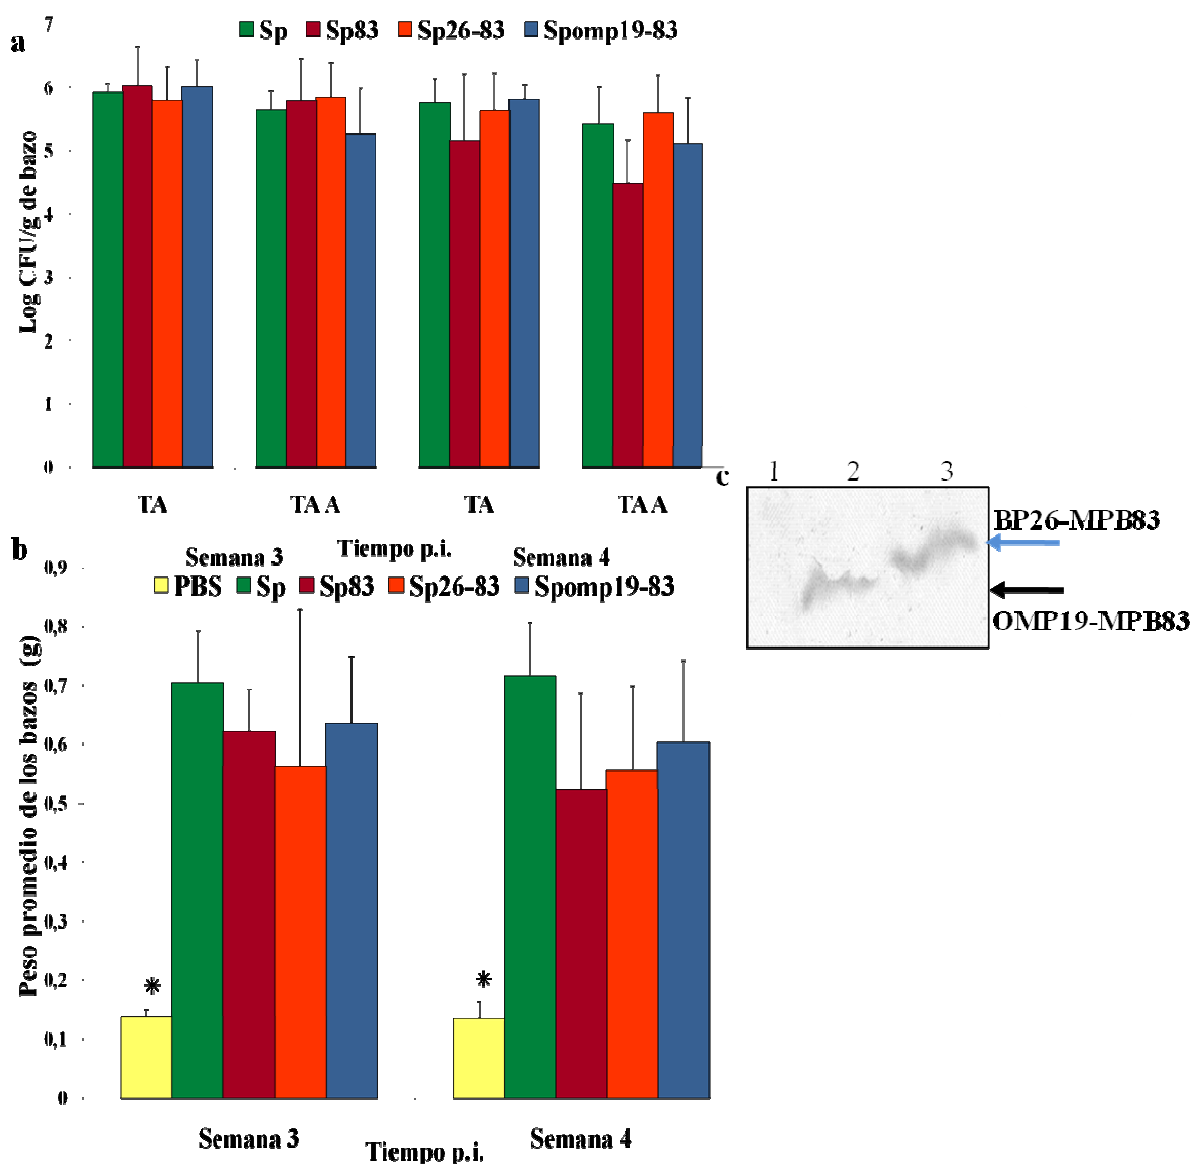 a
7
6
5
4
3
2
1
0
Log CFU/g de bazo
Sp Sp83 Sp26-83 Spomp19-83
TA TAA TA TAA
Semana 3 Tiempo p.i. Semana 4
b
PBS Sp Sp83 Sp26-83 Spomp19-83
0,9
0,8
0,7
0,6
0,5
0,4
0,3
0,2
0,1
0
Peso promedio de los bazos (g)
* *
Semana 3 Semana 4
Tiempo p.i.
c
1 2 3
BP26-MPB83
OMP19-MPB83